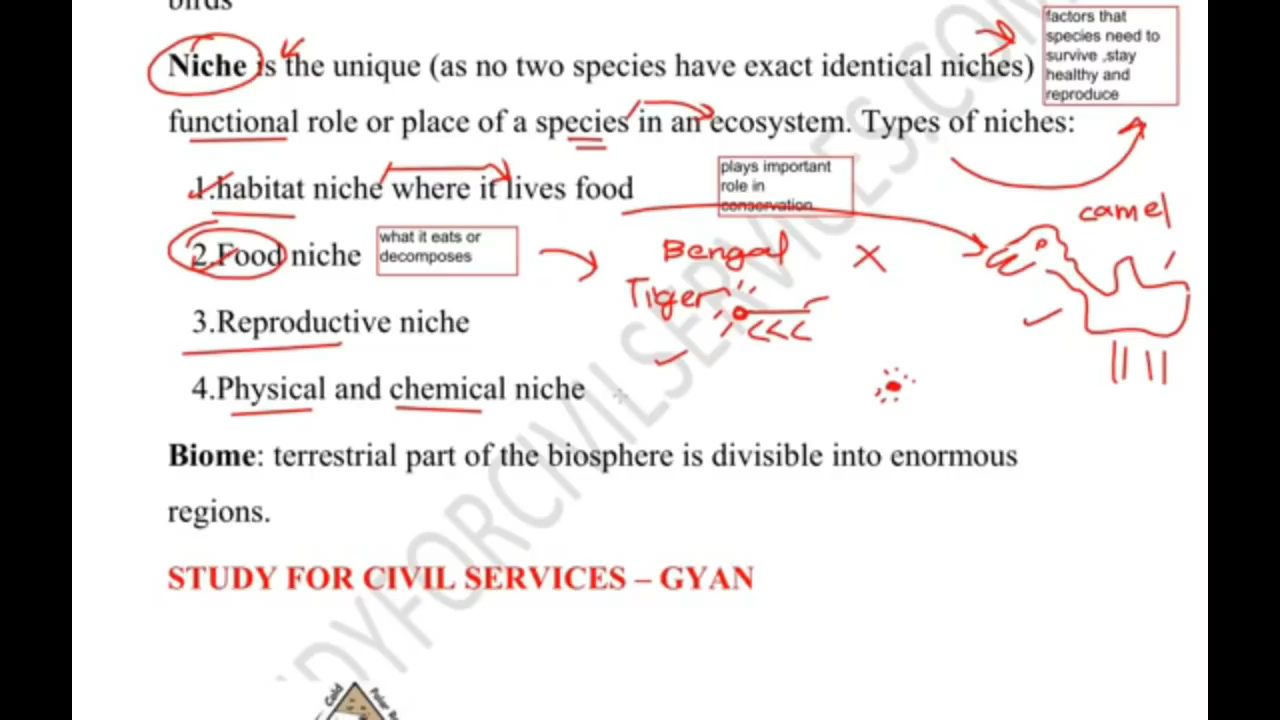 birds
factors that
species need to
survive ,stay
healthy and
reproduce
Niche is the unique (as no two species have exact identical niches)
functional role or place of a species in an ecosystem. Types of niches:
1.habitat niche where it lives food
plays important
role in
conservation
camel
2.Food niche
what it eats or
decomposes
Bengal
Tiger
3.Reproductive niche
4.Physical and chemical niche
Biome: terrestrial part of the biosphere is divisible into enormous
regions.
STUDY FOR CIVIL SERVICES – GYAN
Cold